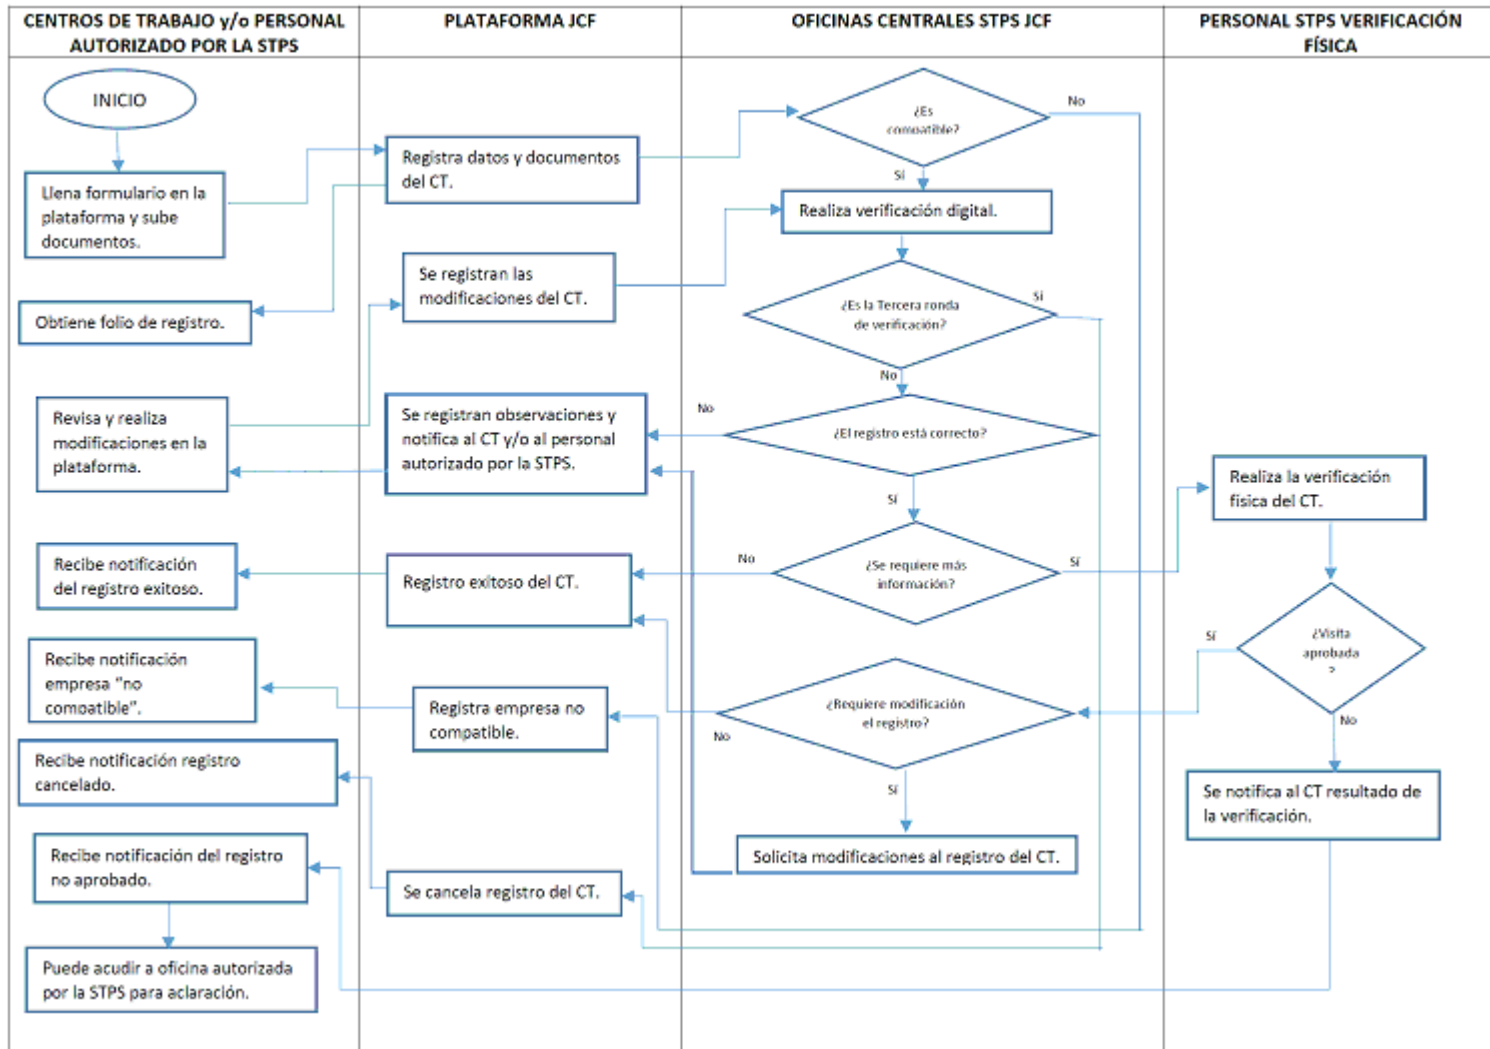 CENTROS DE TRABAJO y/o PERSONAL
AUTORIZADO POR LA STPS
PLATAFORMA JCF
OFICINAS CENTRALES STPS JCF
PERSONAL STPS VERIFICACIÓN
FÍSICA
INICIO
Llena formulario en la
plataforma y sube
documentos.
Obtiene folio de registro.
Revisa y realiza
modificaciones en la
plataforma.
Recibe notificación
del registro exitoso.
Recibe notificación
empresa "no
compatible".
Recibe notificación registro
cancelado.
Recibe notificación del registro
no aprobado.
Puede acudir a oficina autorizada
por la STPS para aclaración.
Registra datos y documentos
del CT.
Se registran las
modificaciones del CT.
Se registran observaciones y
notifica al CT y/o al personal
autorizado por la STPS.
Registro exitoso del CT.
Registra empresa no
compatible.
Se cancela registro del CT.
¿Es
compatible?
No
Sí
Realiza verificación digital.
¿Es la Tercera ronda
de verificación?
Sí
No
¿El registro está correcto?
No
Sí
¿Se requiere más
información?
No
Sí
¿Requiere modificación
el registro?
No
Sí
Solicita modificaciones al registro del CT.
Realiza la verificación
física del CT.
¿Visita
aprobada
?
Sí
No
Se notifica al CT resultado de
la verificación.